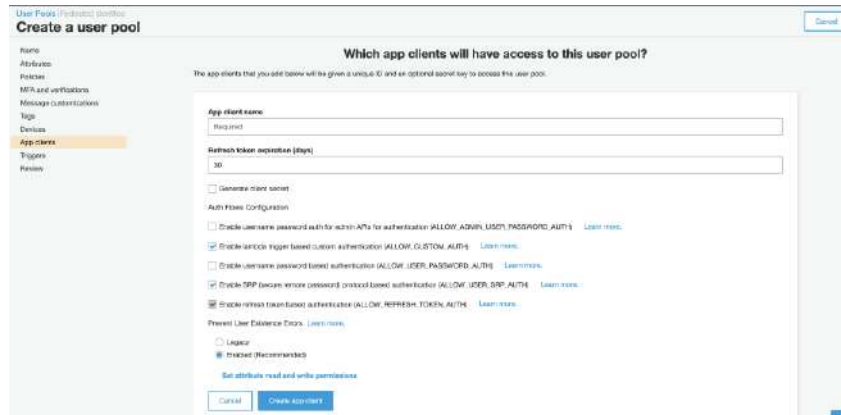 User Pools | Federated Identities
Create a user pool
Cancel
Name
Attributes
Policies
MFA and verifications
Message customizations
Tags
Devices
App clients
Triggers
Review
Which app clients will have access to this user pool?
The app clients that you add below will be given a unique ID and an optional secret key to access this user pool.
App client name
Required
Refresh token expiration (days)
30
Generate client secret
Auth Flows Configuration
Enable username password auth for admin APIs for authentication (ALLOW_ADMIN_USER_PASSWORD_AUTH) Learn more.
Enable lambda trigger based custom authentication (ALLOW_CUSTOM_AUTH) Learn more.
Enable username password based authentication (ALLOW_USER_PASSWORD_AUTH) Learn more.
Enable SRP (secure remote password) protocol based authentication (ALLOW_USER_SRP_AUTH) Learn more.
Enable refresh token based authentication (ALLOW_REFRESH_TOKEN_AUTH) Learn more.
Prevent User Existence Errors Learn more.
Legacy
Enabled (Recommended)
Set attribute read and write permissions
Cancel Create app client